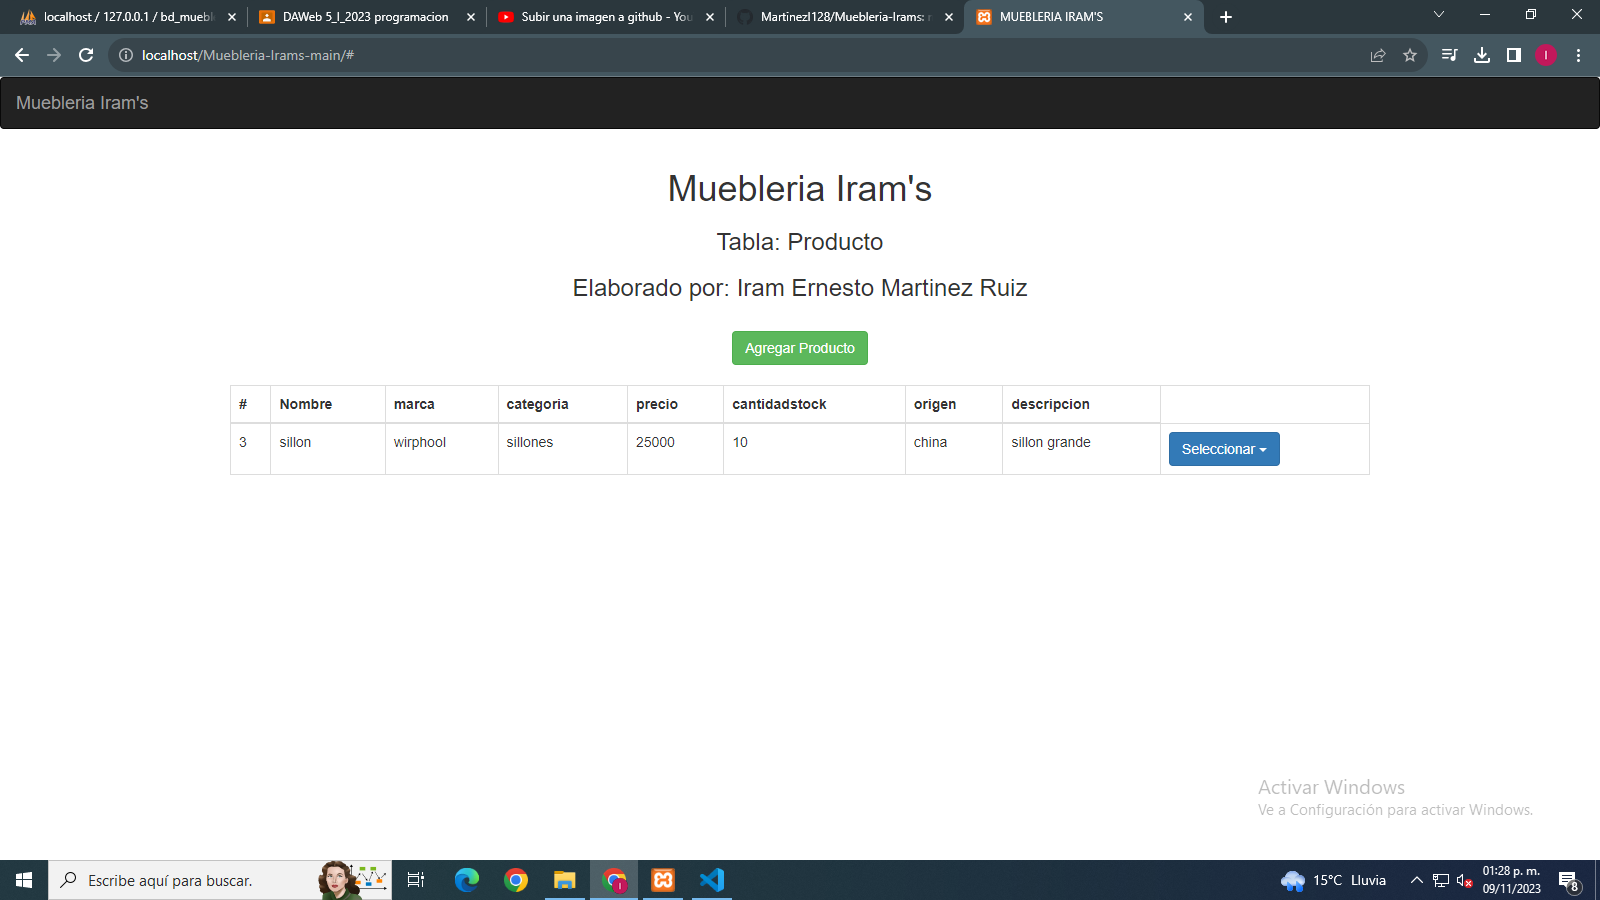 localhost / 127.0.0.1 / bd_muebl
DAWeb 5_I_2023 programacion
Subir una imagen a github - You
MartinezI128/Muebleria-Irams: m
MUEBLERIA IRAM'S
localhost/Muebleria-Irams-main/#
I
Muebleria Iram's
Muebleria Iram's
Tabla: Producto
Elaborado por: Iram Ernesto Martinez Ruiz
Agregar Producto
# Nombre marca categoria precio cantidadstock origen descripcion
3 sillon wirphool sillones 25000 10 china sillon grande Seleccionar
Activar Windows
Ve a Configuración para activar Windows.
Escribe aquí para buscar.
15°C Lluvia
01:28 p. m.
09/11/2023
8